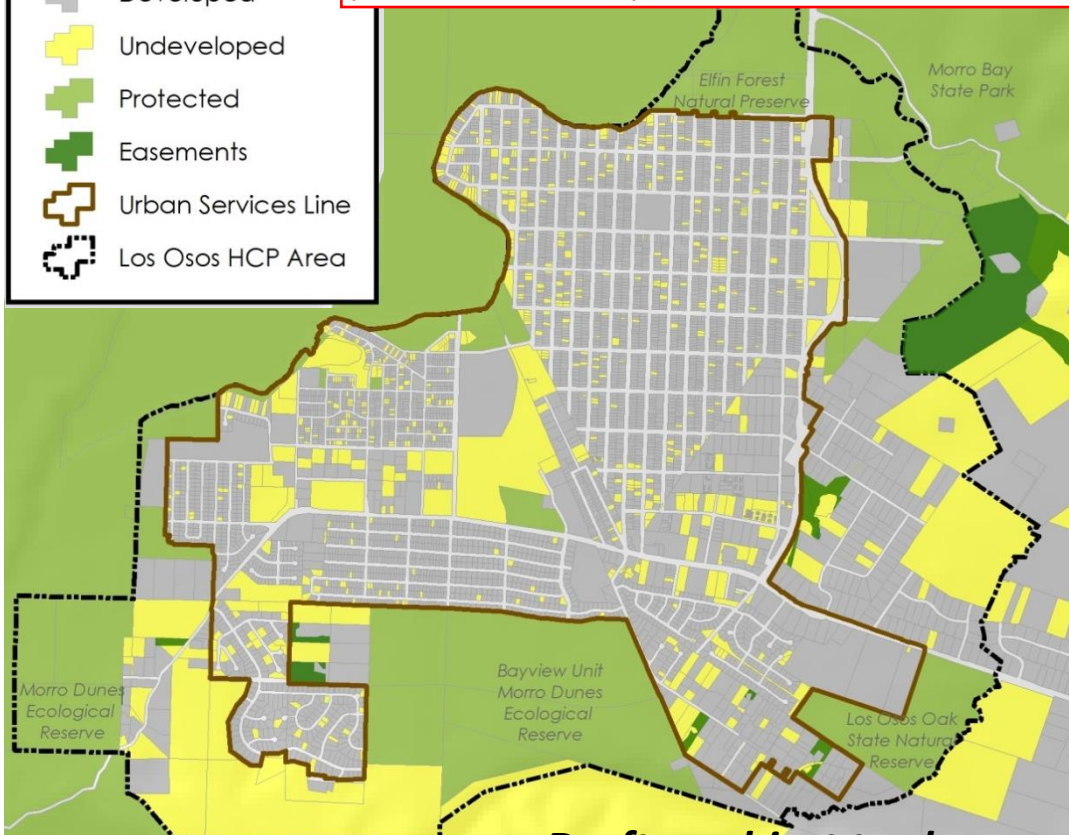 Developed
Undeveloped
Protected
Easements
Urban Services Line
Los Osos HCP Area
Elfin Forest
Natural Preserve
Morro Bay
State Park
Morro Dunes
Ecological
Reserve
Bayview Unit
Morro Dunes
Ecological
Reserve
Los Osos Oak
State Natural
Reserve